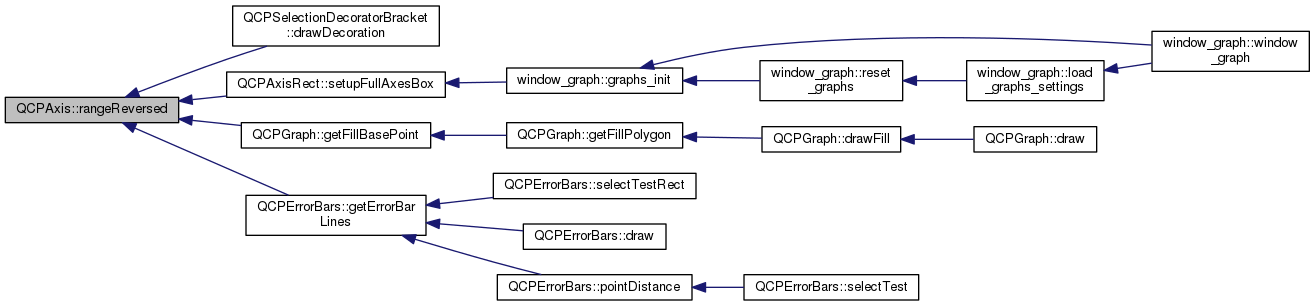 QCPSelectionDecoratorBracket
::drawDecoration
window_graph::window
_graph
QCPAxisRect::setupFullAxesBox
window_graph::graphs_init
window_graph::reset
_graphs
window_graph::load
_graphs_settings
QCPAxis::rangeReversed
QCPGraph::getFillBasePoint
QCPGraph::getFillPolygon
QCPGraph::drawFill
QCPGraph::draw
QCPErrorBars::selectTestRect
QCPErrorBars::getErrorBar
Lines
QCPErrorBars::draw
QCPErrorBars::pointDistance
QCPErrorBars::selectTest